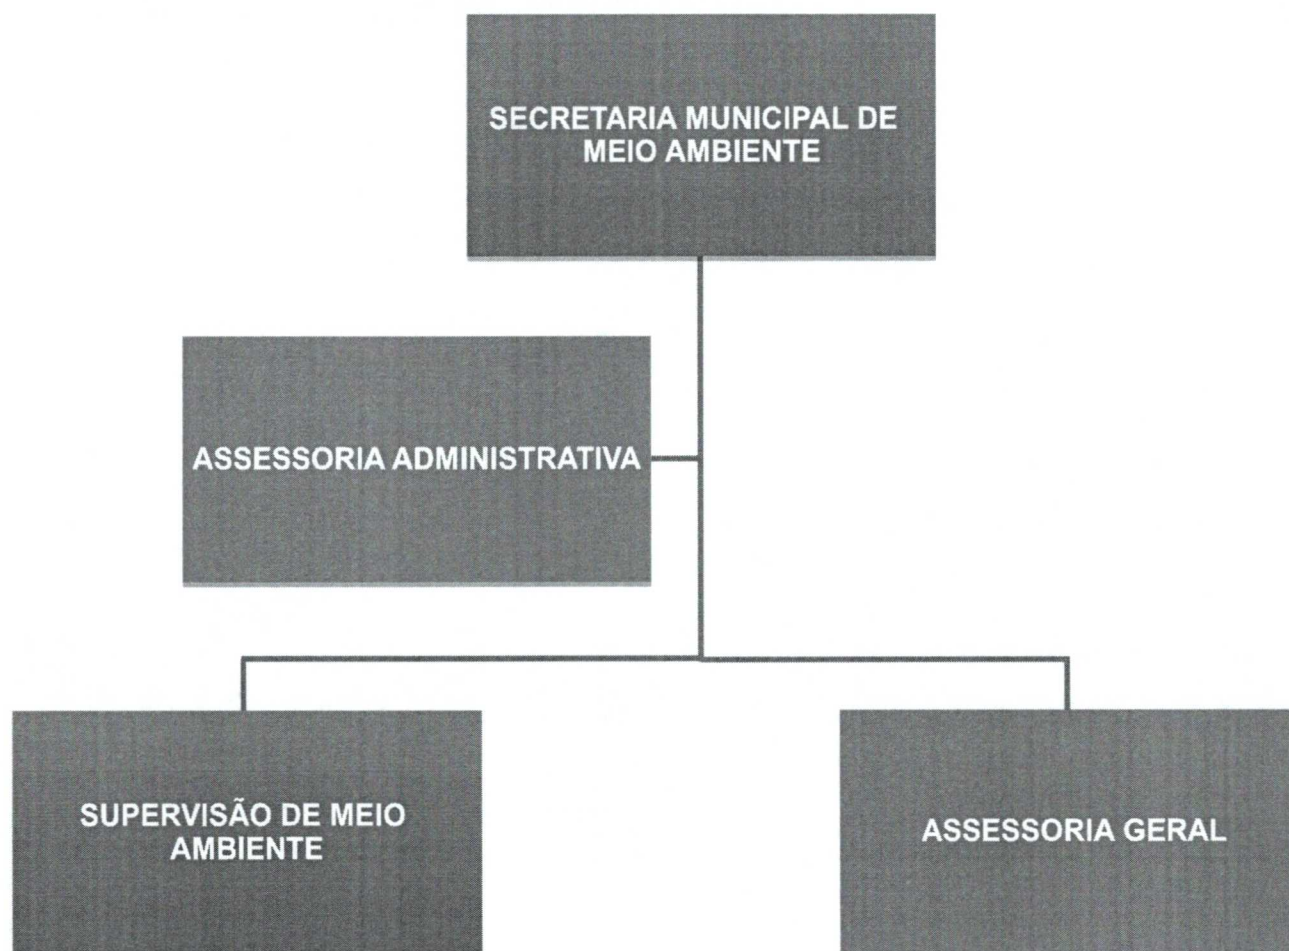 SECRETARIA MUNICIPAL DE
MEIO AMBIENTE
ASSESSORIA ADMINISTRATIVA
SUPERVISÃO DE MEIO
AMBIENTE
ASSESSORIA GERAL